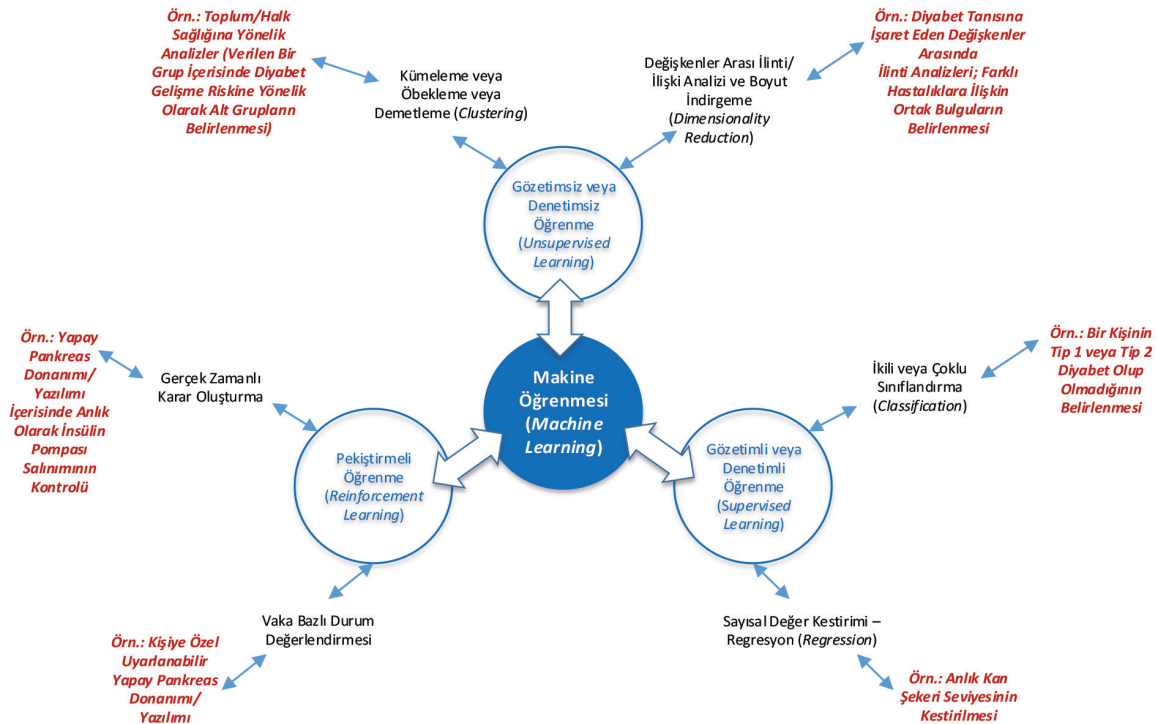 Örn.: Toplum/Halk
Sağlığına Yönelik
Analizler (Verilen Bir
Grup İçerisinde Diyabet
Gelişme Riskine Yönelik
Olarak Alt Grupların
Belirlenmesi)
Kümeleme veya
Öbekleme veya
Demetleme (Clustering)
Değişkenler Arası İlinti/
İlişki Analizi ve Boyut
İndirgeme
(Dimensionality
Reduction)
Örn.: Diyabet Tanısına
İşaret Eden Değişkenler
Arasında
İlinti Analizleri; Farklı
Hastalıklara İlişkin
Ortak Bulguların
Belirlenmesi
Gözetimsiz veya
Denetimsiz
Öğrenme
(Unsupervised
Learning)
Makine
Öğrenmesi
(Machine
Learning)
Örn.: Yapay
Pankreas
Donanımı/
Yazılımı
İçerisinde Anlık
Olarak İnsülin
Pompası
Salınımının
Kontrolü
Gerçek Zamanlı
Karar Oluşturma
Pekiştirmeli
Öğrenme
(Reinforcement
Learning)
Vaka Bazlı Durum
Değerlendirmesi
Örn.: Kişiye Özel
Uyarlanabilir
Yapay Pankreas
Donanımı/
Yazılımı
Gözetimli veya
Denetimli
Öğrenme
(Supervised
Learning)
İkili veya Çoklu
Sınıflandırma
(Classification)
Örn.: Bir Kişinin
Tip 1 veya Tip 2
Diyabet Olup
Olmadığının
Belirlenmesi
Sayısal Değer Kestirimi –
Regresyon (Regression)
Örn.: Anlık Kan
Şekeri Seviyesinin
Kestirilmesi